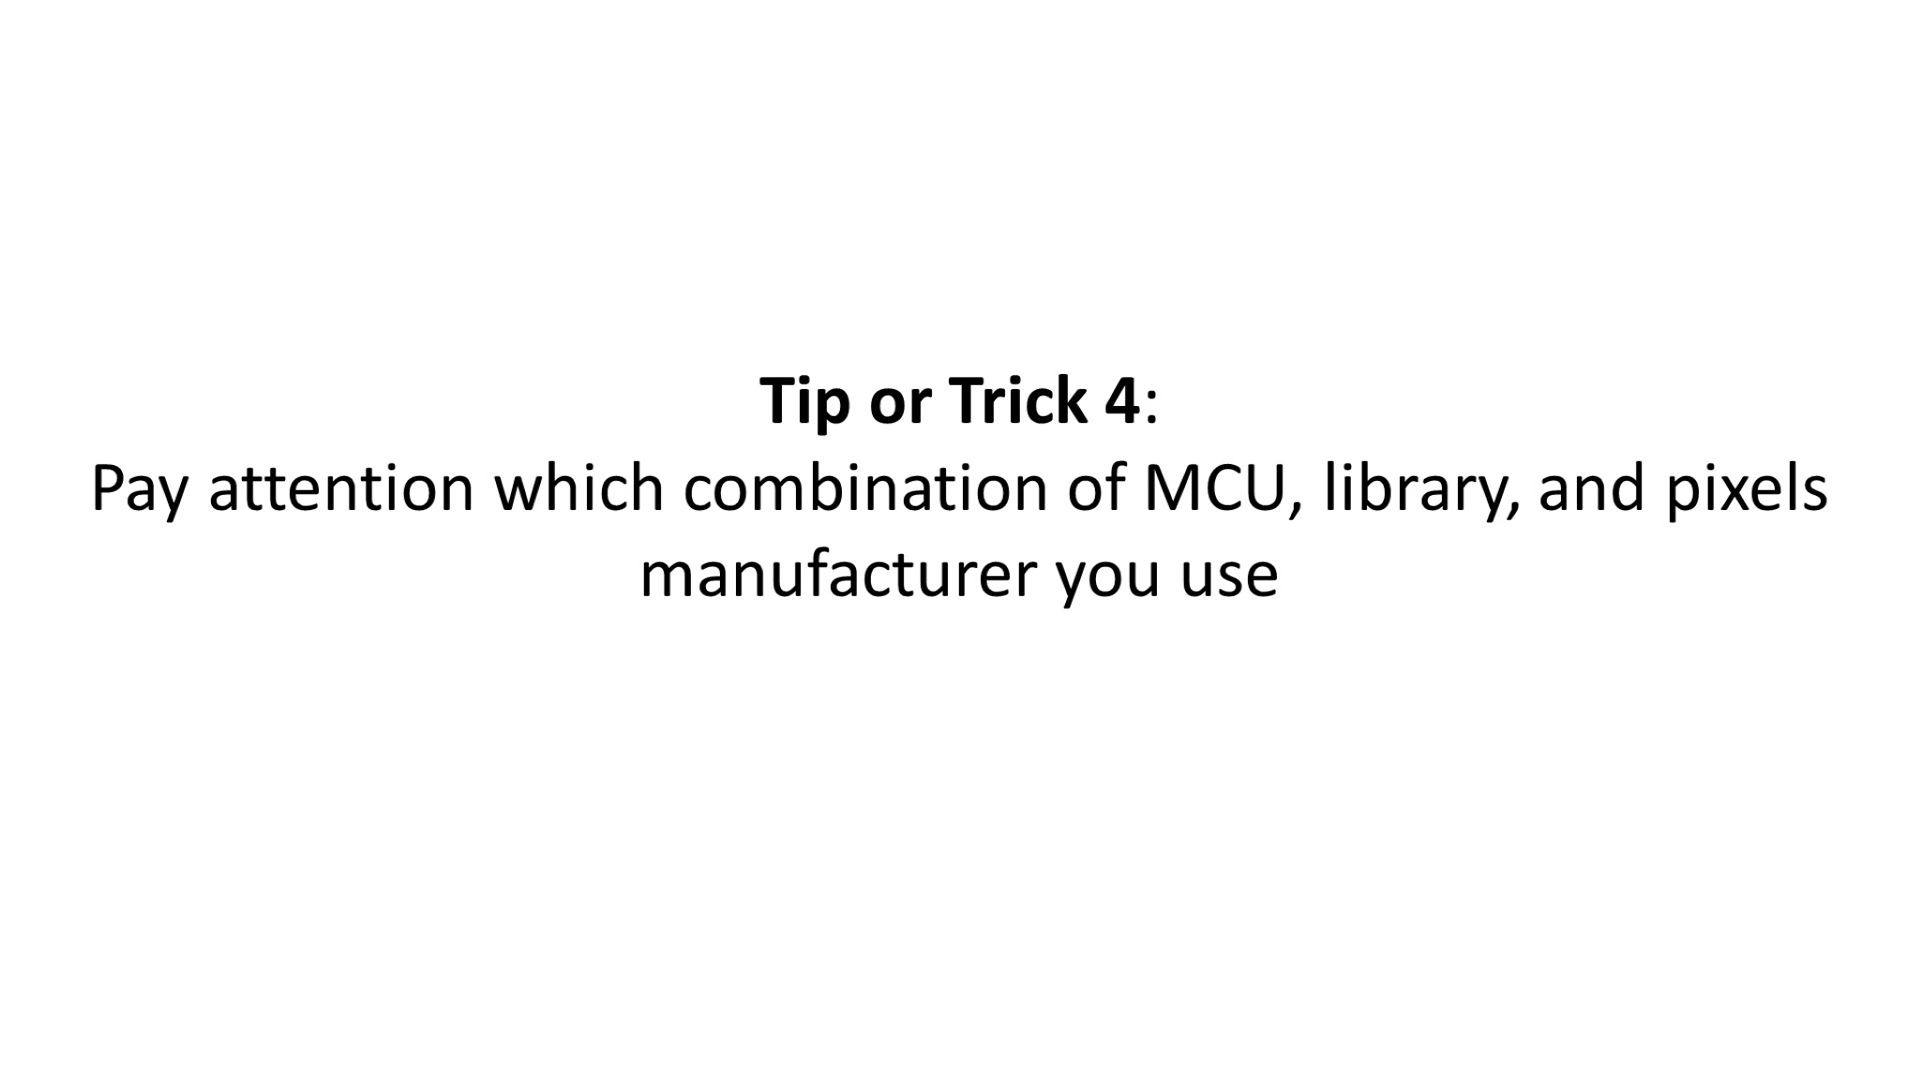 Tip or Trick 4:
Pay attention which combination of MCU, library, and pixels
manufacturer you use